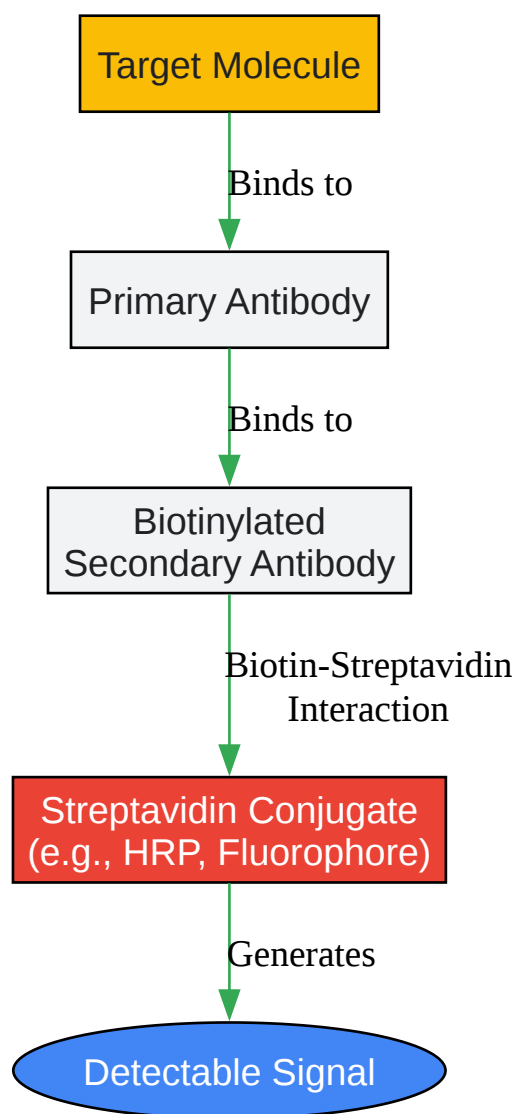 Target Molecule
Binds to
Primary Antibody
Binds to
Biotinylated
Secondary Antibody
Biotin-Streptavidin
Interaction
Streptavidin Conjugate
(e.g., HRP, Fluorophore)
Generates
Detectable Signal